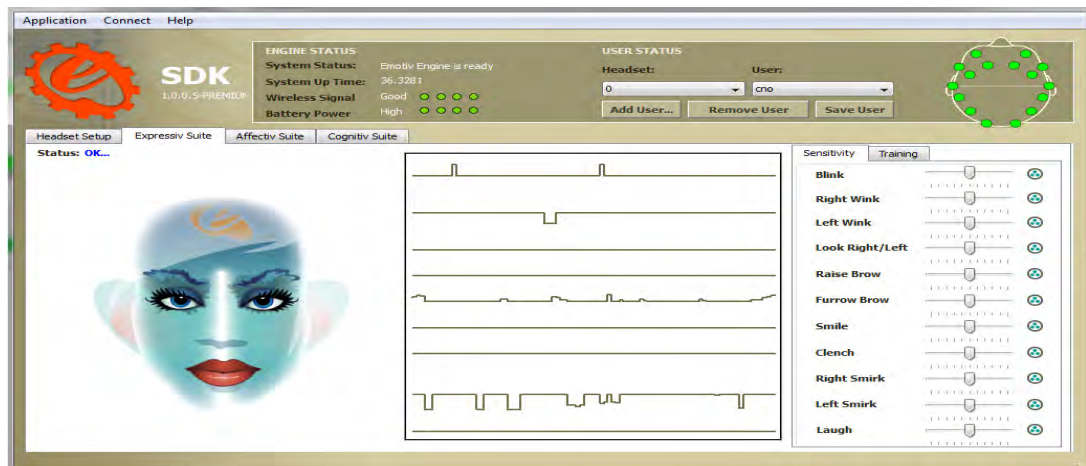 Application Connect Help
SDK
1.0.0.5-PREMIUM
ENGINE STATUS
System Status: Emotiv Engine is ready
System Up Time: 36.3281
Wireless Signal Good
Battery Power High
USER STATUS
Headset: User:
0 cno
Add User... Remove User Save User
Headset Setup Expressiv Suite Affectiv Suite Cognitiv Suite
Status: OK...
Sensitivity Training
Blink
Right Wink
Left Wink
Look Right/Left
Raise Brow
Furrow Brow
Smile
Clench
Right Smirk
Left Smirk
Laugh